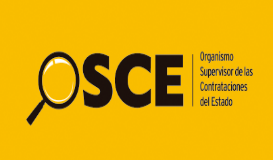 OSCE
Organismo
Supervisor de las
Contrataciones
del Estado